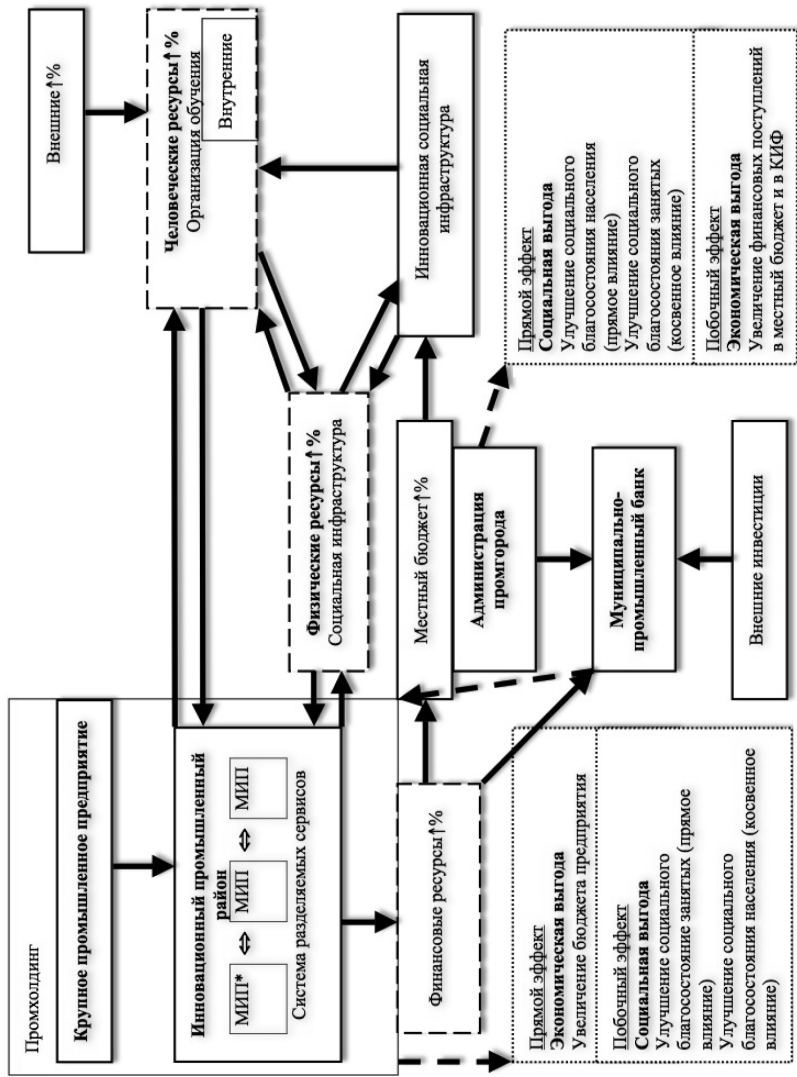 Промхолдинг
Крупное промышленное предприятие
Инновационный промышленный
район
МИП*
МИП
МИП
Система разделяемых сервисов
Финансовые ресурсы↑%
Прямой эффект
Экономическая выгода
Увеличение бюджета предприятия
Побочный эффект
Социальная выгода
Улучшение социального
благосостояние занятых (прямое
влияние)
Улучшение социального
благосостояния населения (косвенное
влияние)
Внешние↑%
Человеческие ресурсы↑%
Организация обучения
Внутренние
Физические ресурсы↑%
Социальная инфраструктура
Инновационная социальная
инфраструктура
Местный бюджет↑%
Администрация
промгорода
Муниципально-
промышленный банк
Внешние инвестиции
Прямой эффект
Социальная выгода
Улучшение социального
благосостояния населения
(прямое влияние)
Улучшение социального
благосостояния занятых
(косвенное влияние)
Побочный эффект
Экономическая выгода
Увеличение финансовых поступлений
в местный бюджет и в КИФ